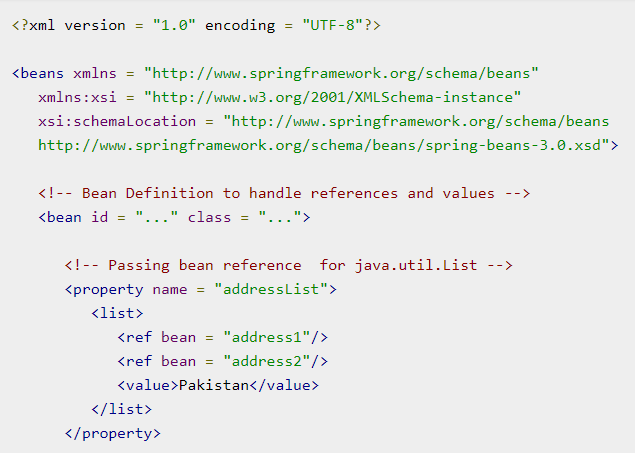 <?xml version = "1.0" encoding = "UTF-8"?>
<beans xmlns = "http://www.springframework.org/schema/beans"
xmlns:xsi = "http://www.w3.org/2001/XMLSchema-instance"
xsi:schemaLocation = "http://www.springframework.org/schema/beans
http://www.springframework.org/schema/beans/spring-beans-3.0.xsd">
<!-- Bean Definition to handle references and values -->
<bean id = "..." class = "...">
<!-- Passing bean reference  for java.util.List -->
<property name = "addressList">
<list>
<ref bean = "address1"/>
<ref bean = "address2"/>
<value>Pakistan</value>
</list>
</property>